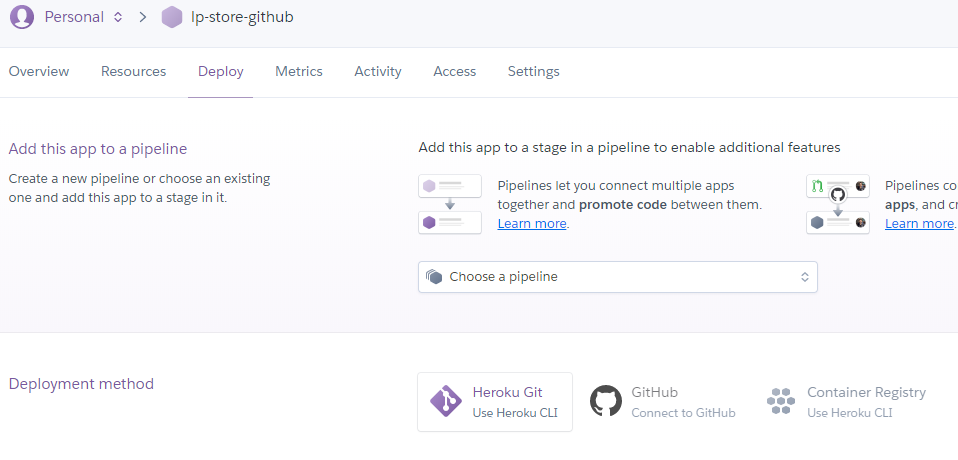 Personal
lp-store-github
Overview Resources Deploy Metrics Activity Access Settings
Add this app to a pipeline
Create a new pipeline or choose an existing
one and add this app to a stage in it.
Add this app to a stage in a pipeline to enable additional features
Pipelines let you connect multiple apps
together and promote code between them.
Learn more.
Pipelines co
apps, and cr
Learn more.
Choose a pipeline
Deployment method
Heroku Git
Use Heroku CLI
GitHub
Connect to GitHub
Container Registry
Use Heroku CLI